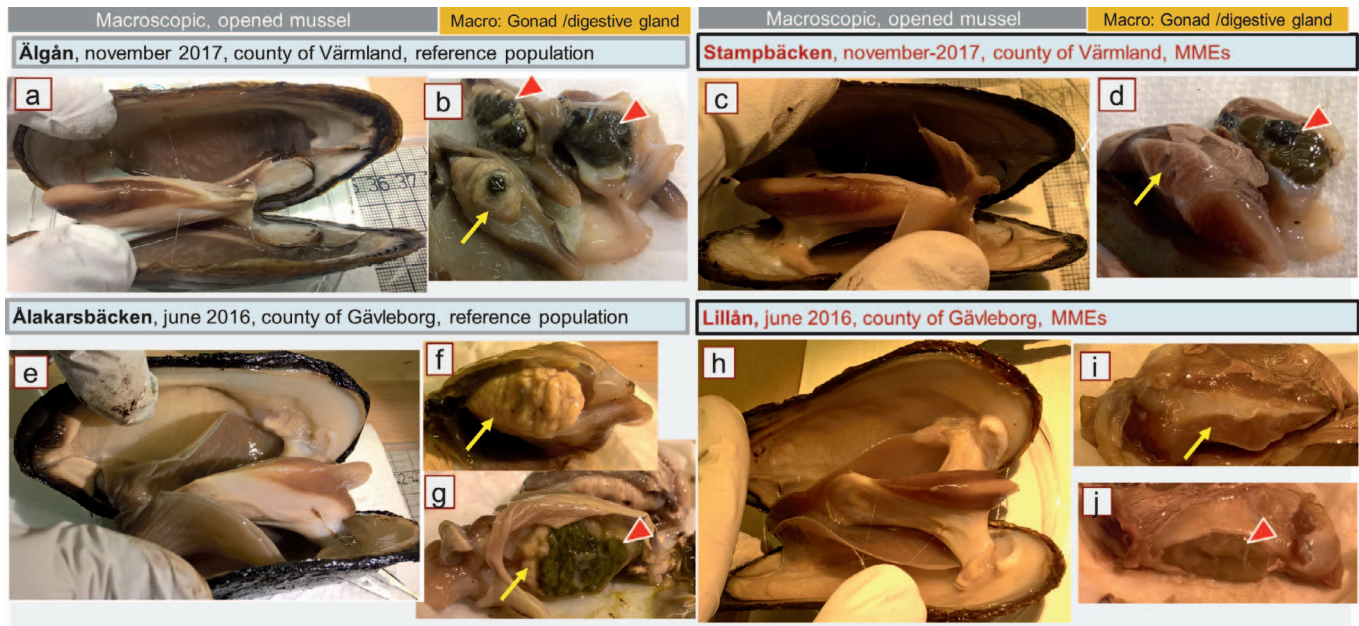 Macroscopic, opened mussel
Macro: Gonad /digestive gland
Macroscopic, opened mussel
Macro: Gonad /digestive gland
Älgån, november 2017, county of Värmland, reference population
Stampbäcken, november-2017, county of Värmland, MMEs
a
b
c
d
36 37
Ålakarsbäcken, june 2016, county of Gävleborg, reference population
Lillån, june 2016, county of Gävleborg, MMEs
e
f
g
h
i
j